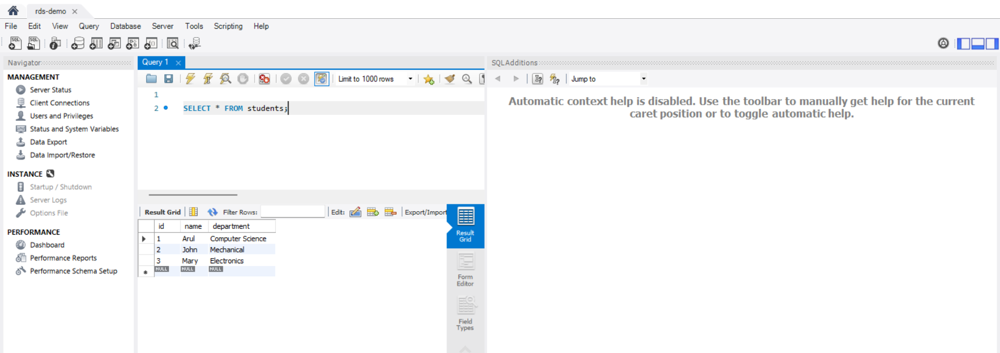 rds-demo
File Edit View Query Database Server Tools Scripting Help
Navigator
MANAGEMENT
Server Status
Client Connections
Users and Privileges
Status and System Variables
Data Export
Data Import/Restore
INSTANCE
Startup / Shutdown
Server Logs
Options File
PERFORMANCE
Dashboard
Performance Reports
Performance Schema Setup
Query 1
Limit to 1000 rows
1
2 SELECT * FROM students;
Result Grid Filter Rows: Edit: Export/Import
id name department
1 Arul Computer Science
2 John Mechanical
3 Mary Electronics
NULL NULL NULL
Result
Grid
Form
Editor
Field
Types
SQLAdditions
Jump to
Automatic context help is disabled. Use the toolbar to manually get help for the current
caret position or to toggle automatic help.